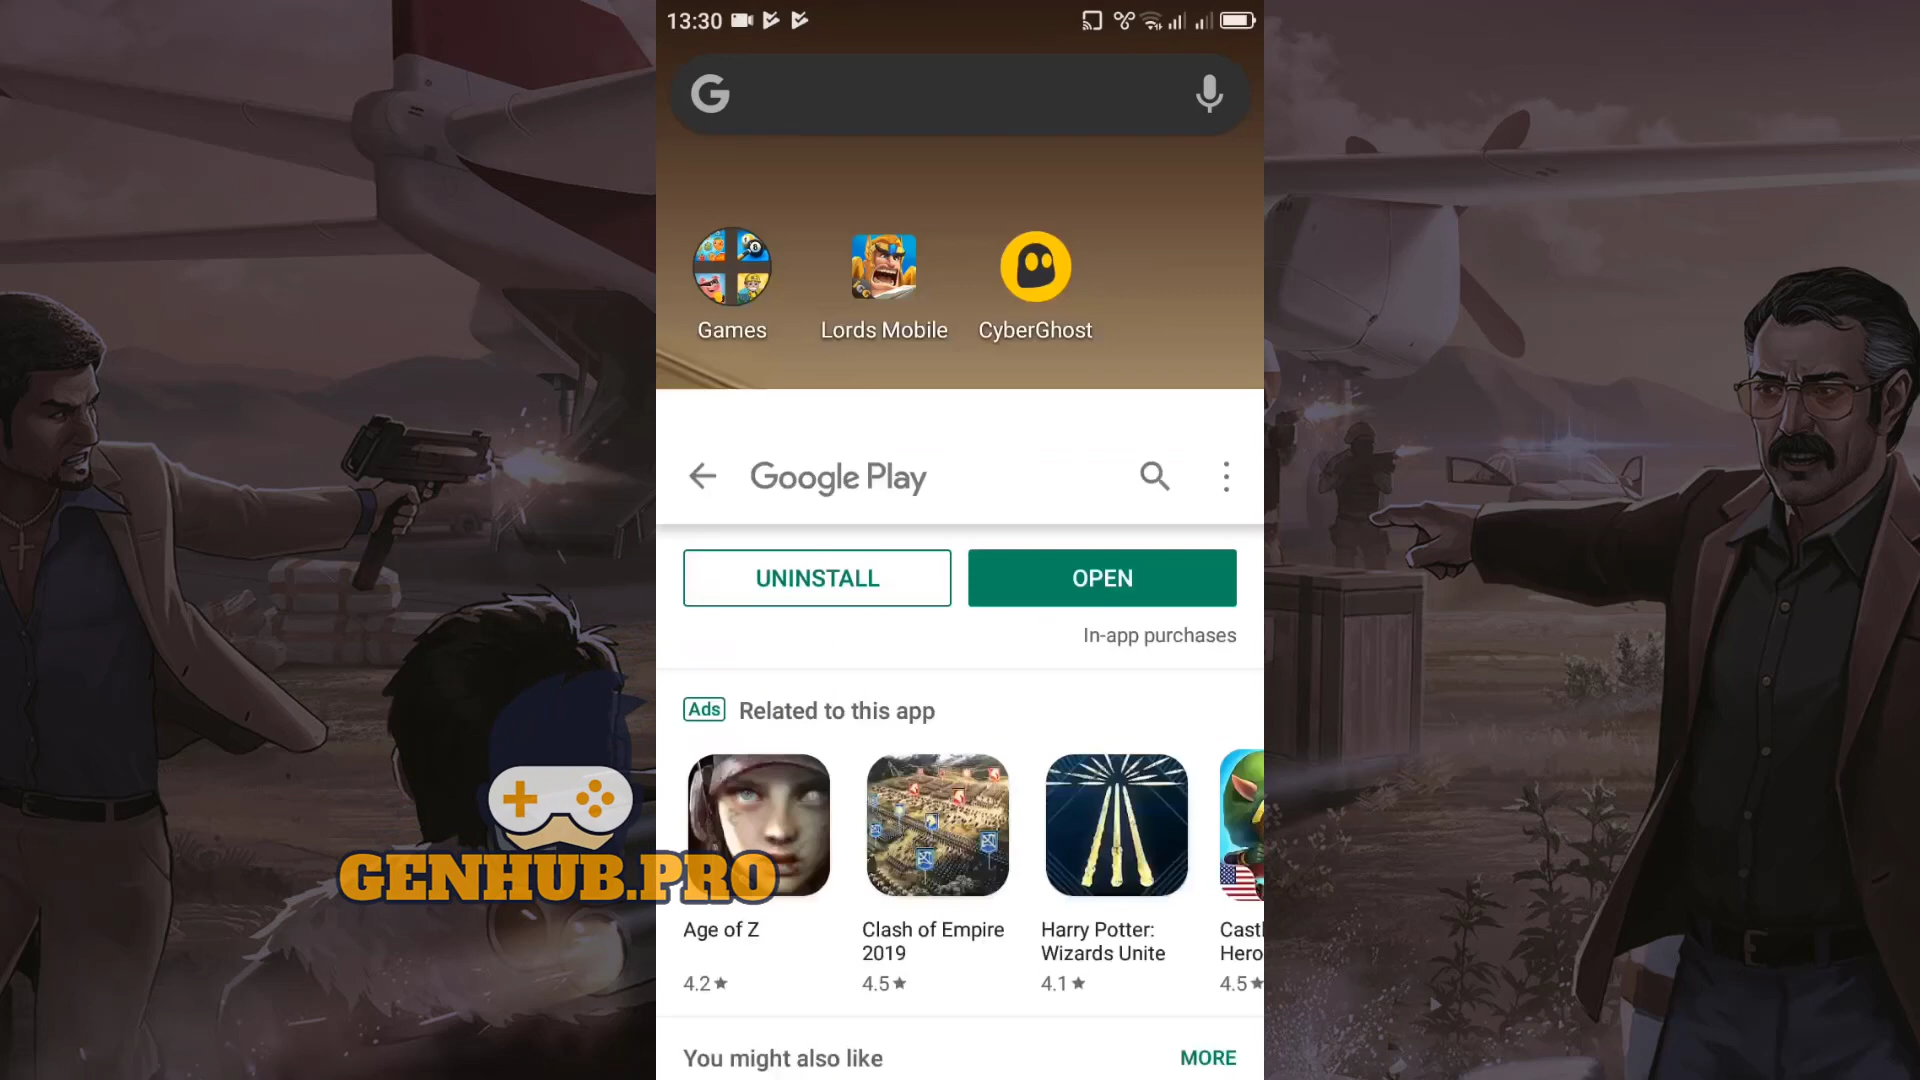 13:30
G
Games
Lords Mobile
CyberGhost
Google Play
UNINSTALL
OPEN
In-app purchases
Ads Related to this app
GENHUB.PRO
Age of Z
Clash of Empire
2019
Harry Potter:
Wizards Unite
Castl
Hero
4.2★
4.5★
4.1★
4.5★
You might also like
MORE